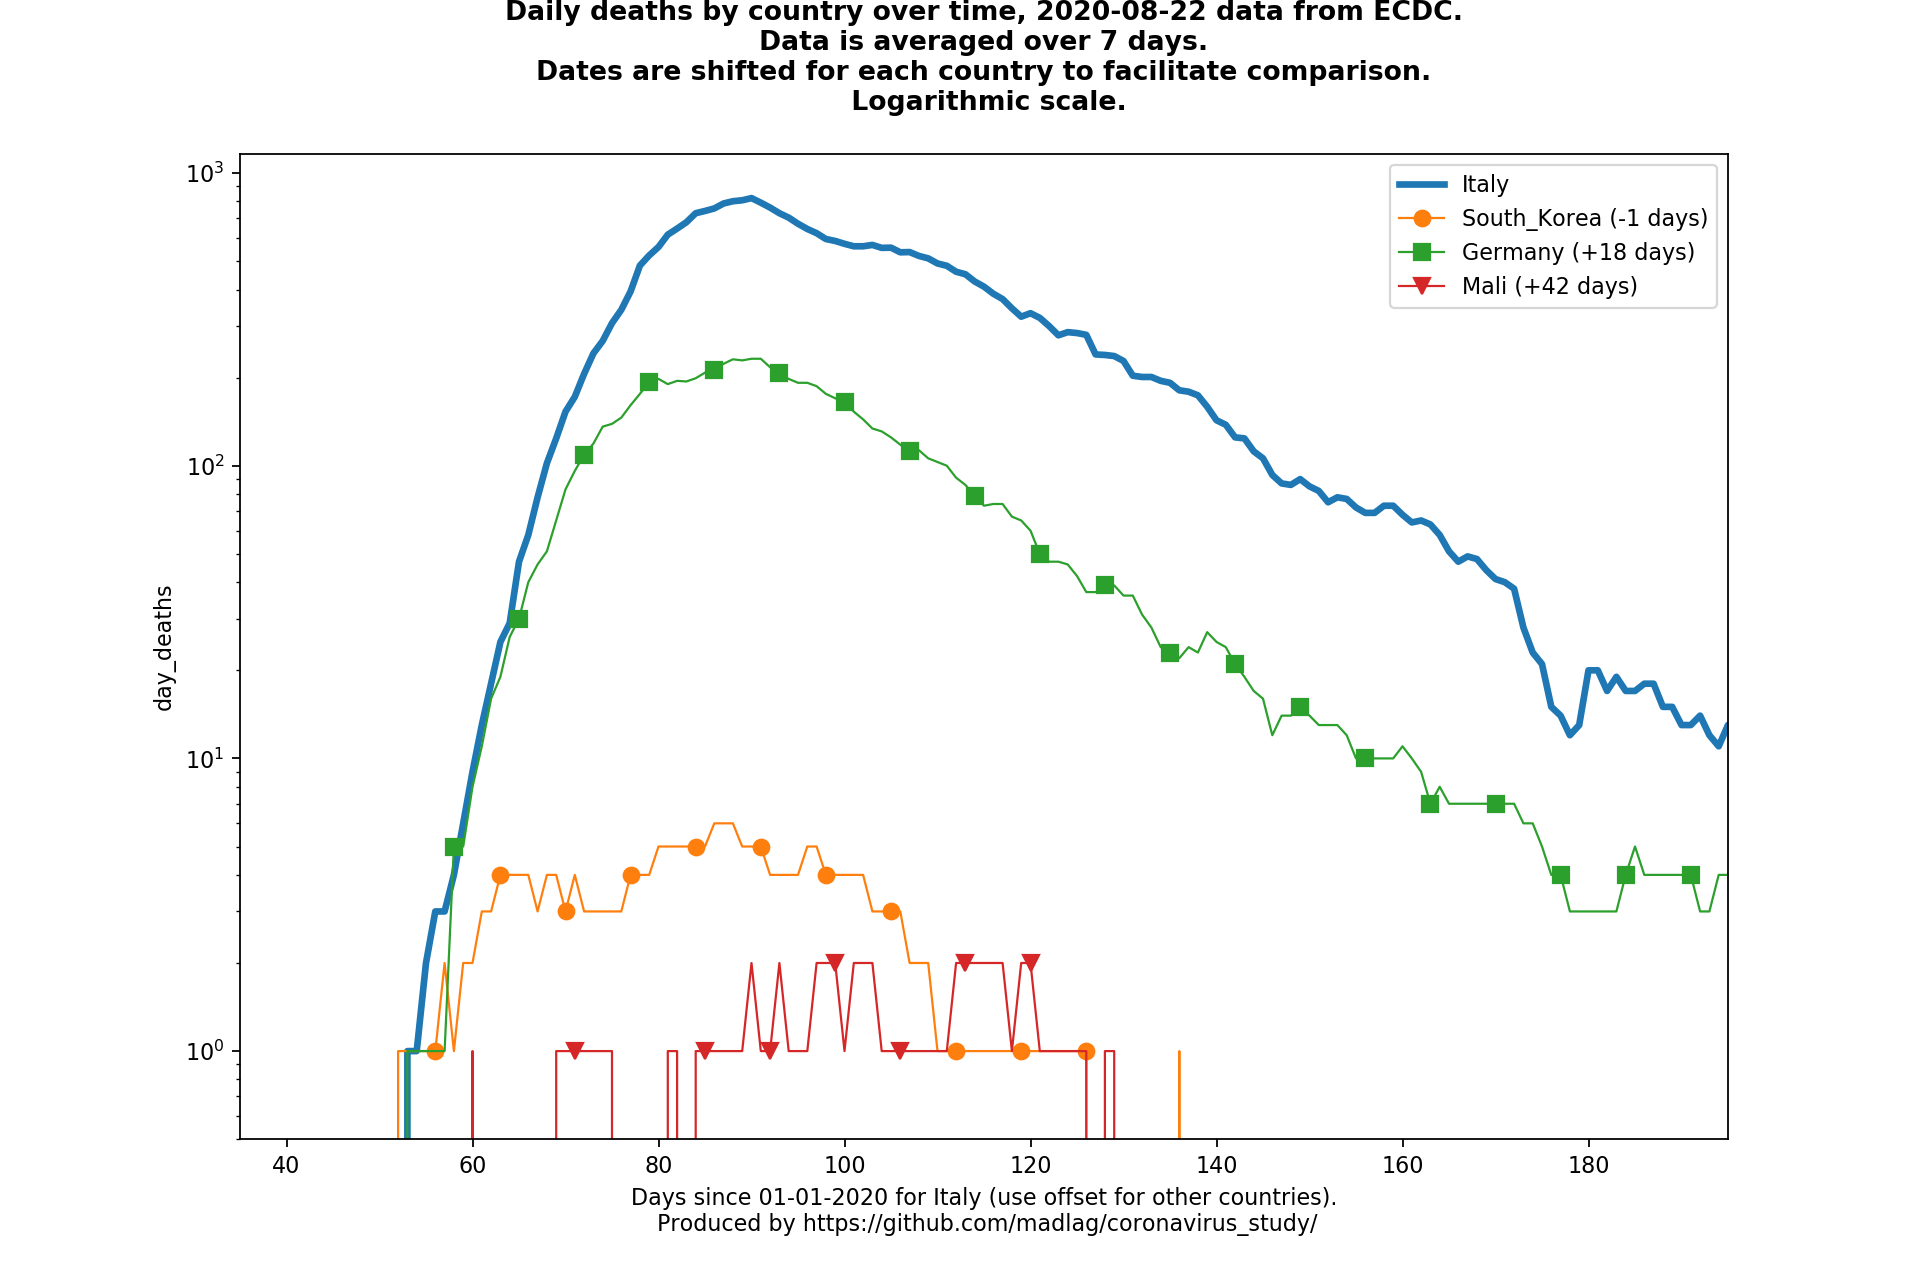 Daily deaths by country over time, 2020-08-22 data from ECDC.
Data is averaged over 7 days.
Dates are shifted for each country to facilitate comparison.
Logarithmic scale.
10³
10²
10¹
10⁰
day_deaths
Italy
South_Korea (-1 days)
Germany (+18 days)
Mali (+42 days)
40 60 80 100 120 140 160 180
Days since 01-01-2020 for Italy (use offset for other countries).
Produced by https://github.com/madlag/coronavirus_study/